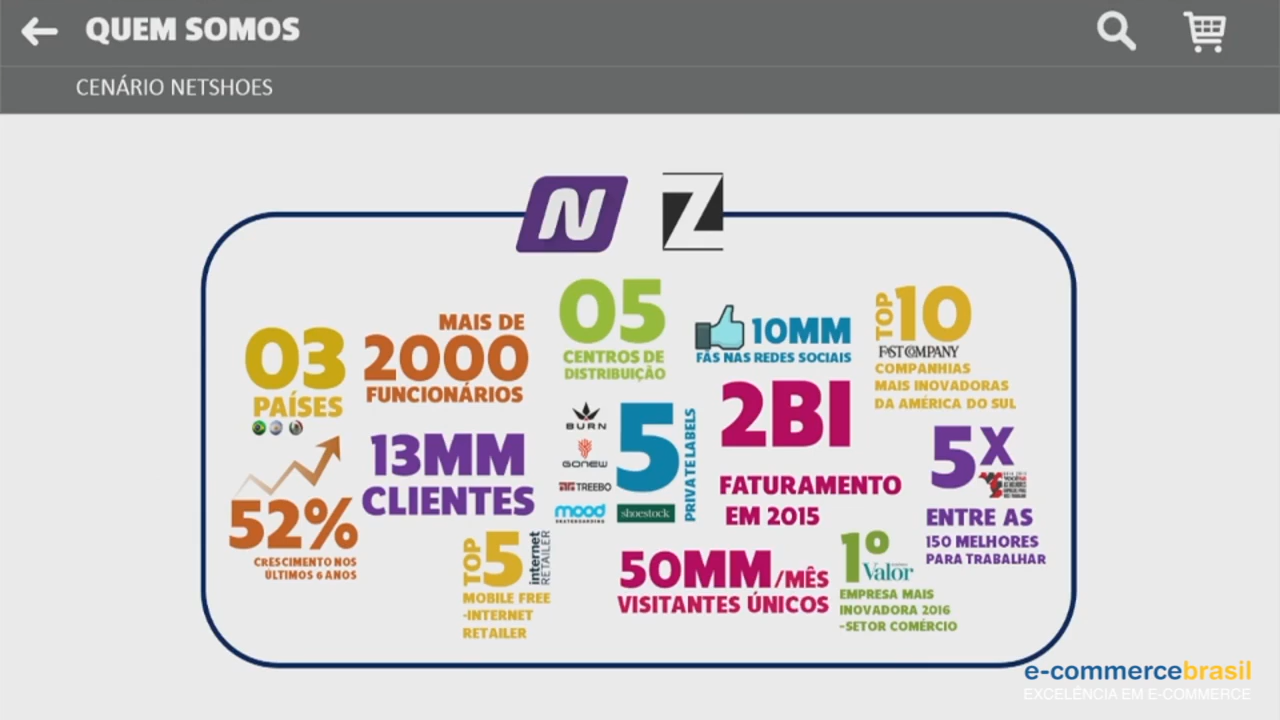 QUEM SOMOS
CENÁRIO NETSHOES
N Z
03
PAÍSES
MAIS DE
2000
FUNCIONÁRIOS
05
CENTROS DE
DISTRIBUIÇÃO
10MM
FÃS NAS REDES SOCIAIS
TOP 10
FAST COMPANY
COMPANHIAS
MAIS INOVADORAS
DA AMÉRICA DO SUL
52%
CRESCIMENTO NOS
ÚLTIMOS 6 ANOS
13MM
CLIENTES
BURN
GONEW
TREEBO
mood
SKATEBOARDING
shoestock
5
PRIVATE LABELS
2BI
FATURAMENTO
EM 2015
5X
ENTRE AS
150 MELHORES
PARA TRABALHAR
TOP 5
internet
RETAILER
MOBILE FREE
-INTERNET
RETAILER
50MM/MÊS
VISITANTES ÚNICOS
1º
Valor
EMPRESA MAIS
INOVADORA 2016
-SETOR COMÉRCIO
e-commercebrasil
EXCELÊNCIA EM E-COMMERCE